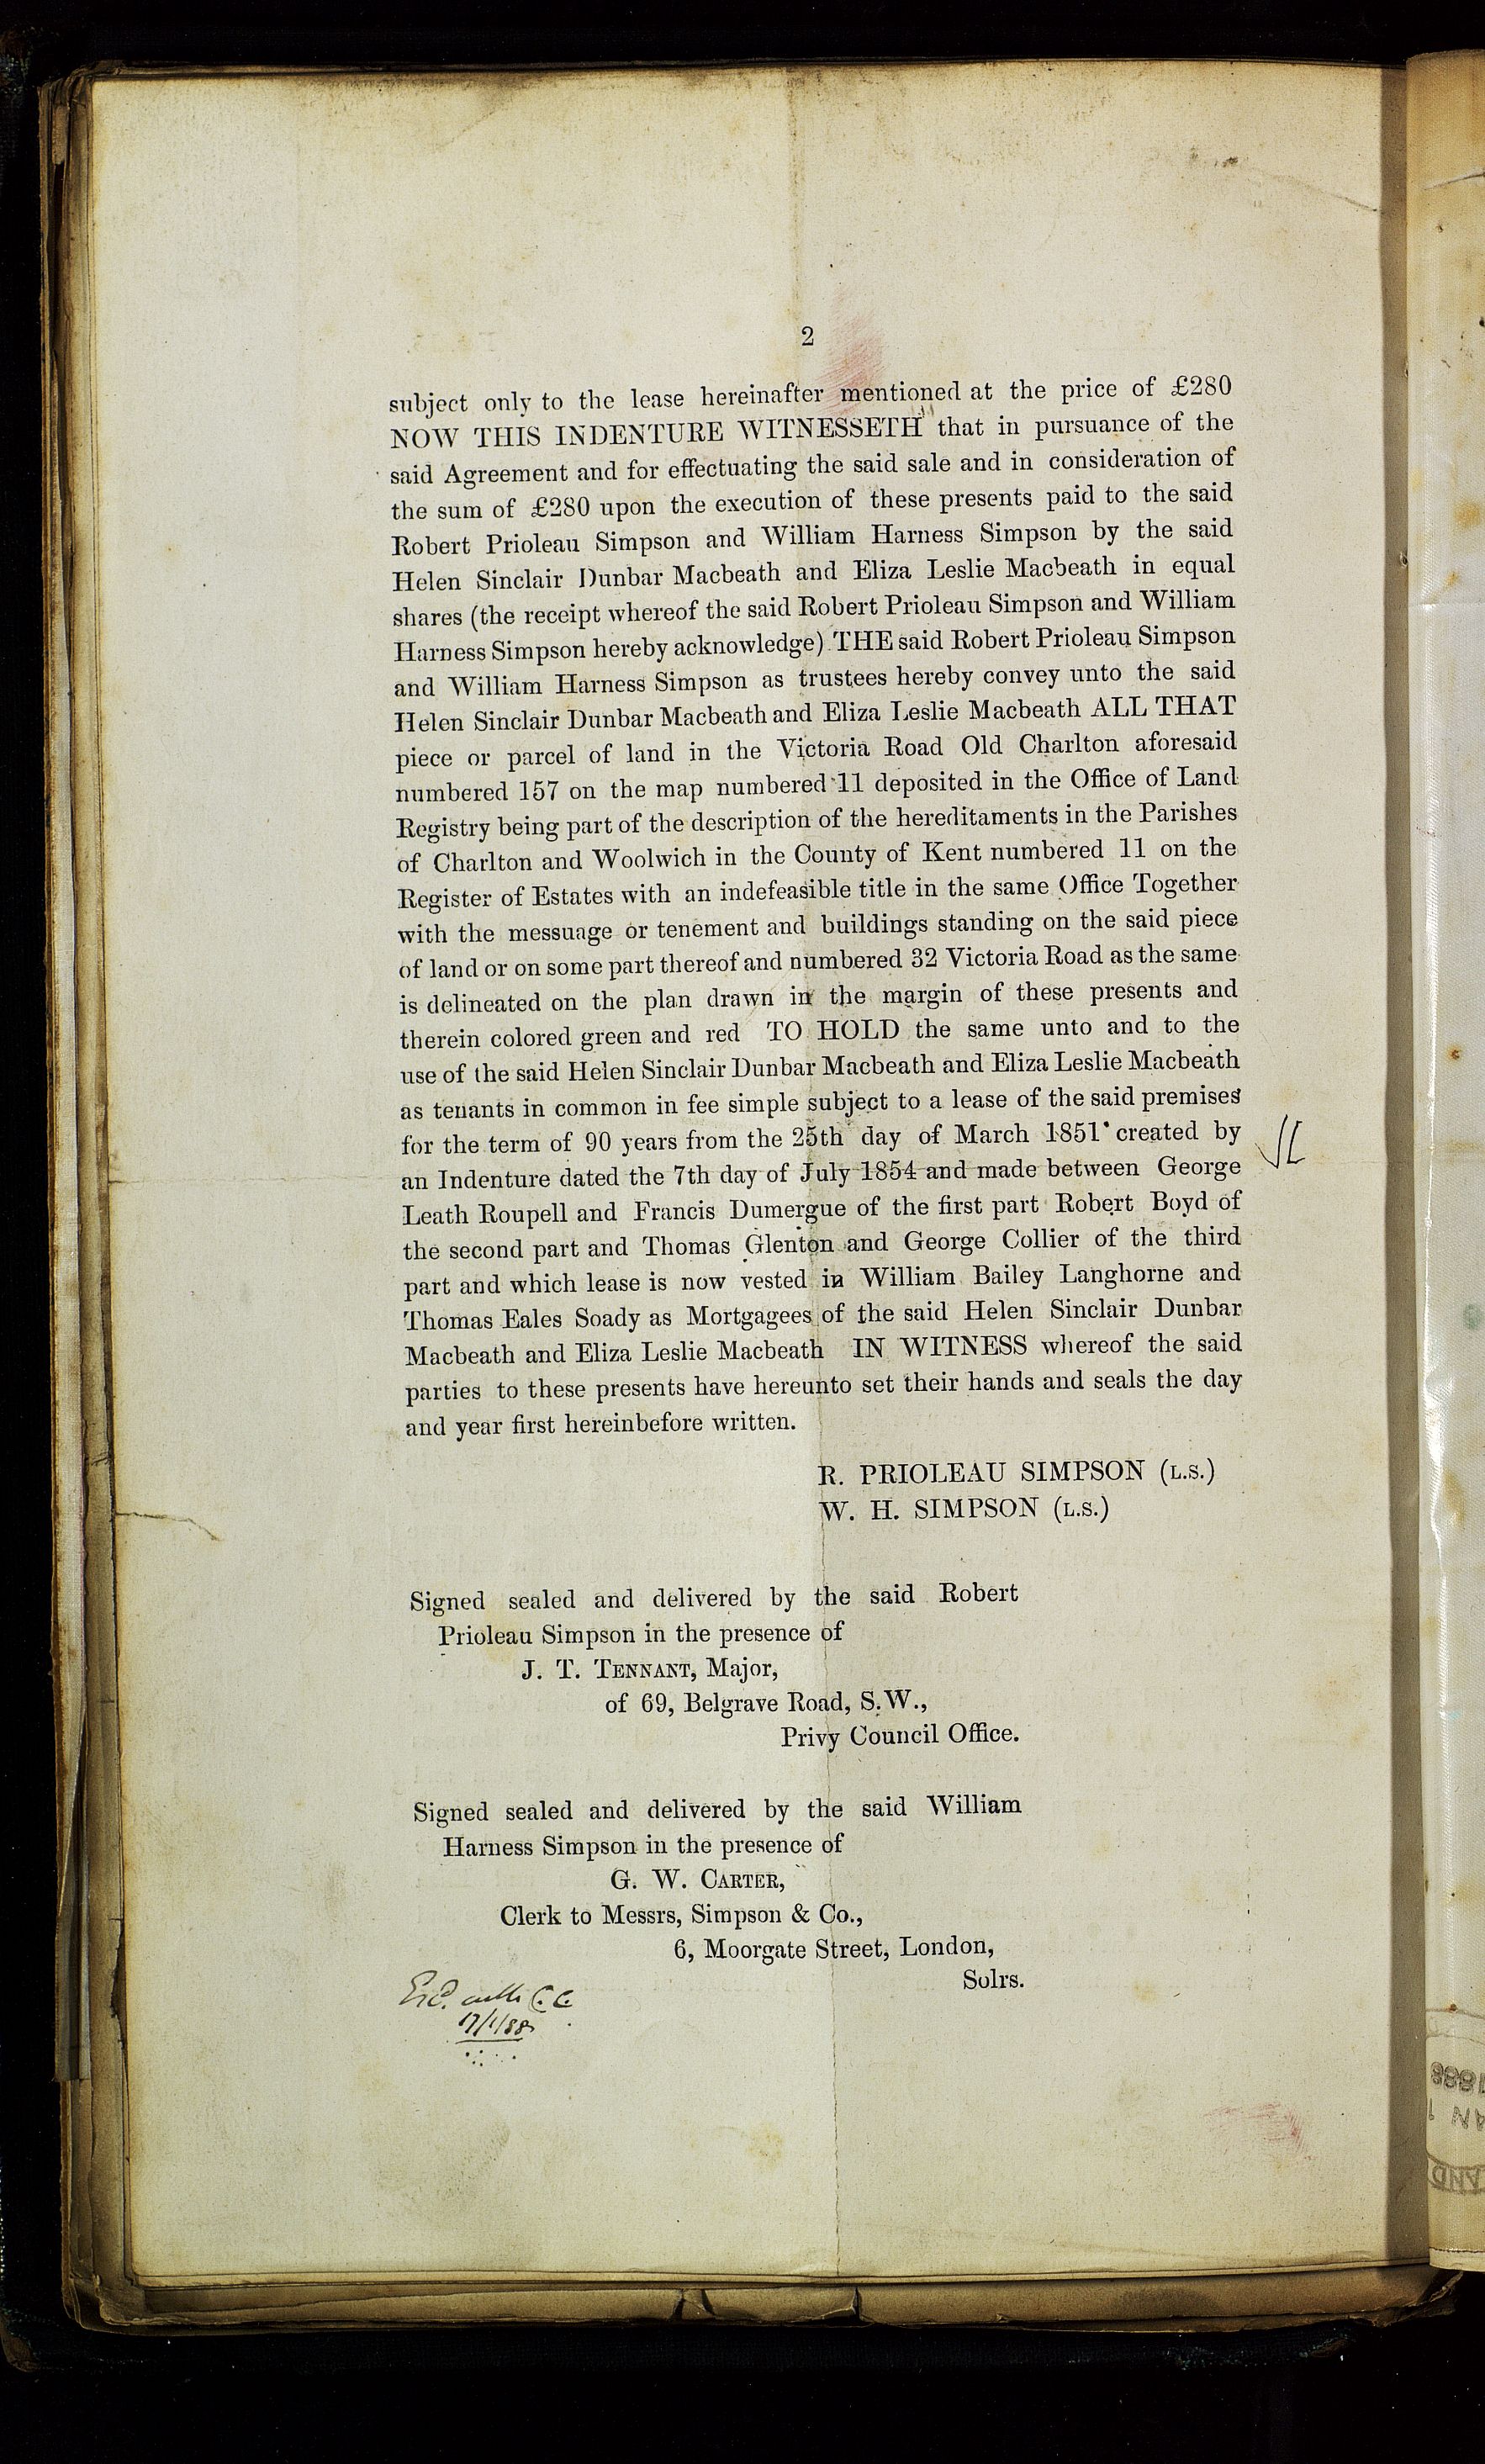 2
subject only to the lease hereinafter mentioned at the price of £280
NOW THIS INDENTURE WITNESSETH that in pursuance of the
said Agreement and for effectuating the said sale and in consideration of
the sum of £280 upon the execution of these presents paid to the said
Robert Prioleau Simpson and William Harness Simpson by the said
Helen Sinclair Dunbar Macbeath and Eliza Leslie Macbeath in equal
shares (the receipt whereof the said Robert Prioleau Simpson and William
Harness Simpson hereby acknowledge) THE said Robert Prioleau Simpson
and William Harness Simpson as trustees hereby convey unto the said
Helen Sinclair Dunbar Macbeath and Eliza Leslie Macbeath ALL THAT
piece or parcel of land in the Victoria Road Old Charlton aforesaid
numbered 157 on the map numbered 11 deposited in the Office of Land
Registry being part of the description of the hereditaments in the Parishes
of Charlton and Woolwich in the County of Kent numbered 11 on the
Register of Estates with an indefeasible title in the same Office Together
with the messuage or tenement and buildings standing on the said piece
of land or on some part thereof and numbered 32 Victoria Road as the same
is delineated on the plan drawn in the margin of these presents and
therein colored green and red TO HOLD the same unto and to the
use of the said Helen Sinclair Dunbar Macbeath and Eliza Leslie Macbeath
as tenants in common in fee simple subject to a lease of the said premises
for the term of 90 years from the 25th day of March 1851 created by
an Indenture dated the 7th day of July 1854 and made between George
Leath Roupell and Francis Dumergue of the first part Robert Boyd of
the second part and Thomas Glenton and George Collier of the third
part and which lease is now vested in William Bailey Langhorne and
Thomas Eales Soady as Mortgagees of the said Helen Sinclair Dunbar
Macbeath and Eliza Leslie Macbeath IN WITNESS whereof the said
parties to these presents have hereunto set their hands and seals the day
and year first hereinbefore written.
R. PRIOLEAU SIMPSON (L.S.)
W. H. SIMPSON (L.S.)
Signed sealed and delivered by the said Robert
Prioleau Simpson in the presence of
J. T. TENNANT, Major,
of 69, Belgrave Road, S.W.,
Privy Council Office.
Signed sealed and delivered by the said William
Harness Simpson in the presence of
G. W. CARTER,
Clerk to Messrs, Simpson & Co.,
6, Moorgate Street, London,
Solrs.
17/1/88
1888